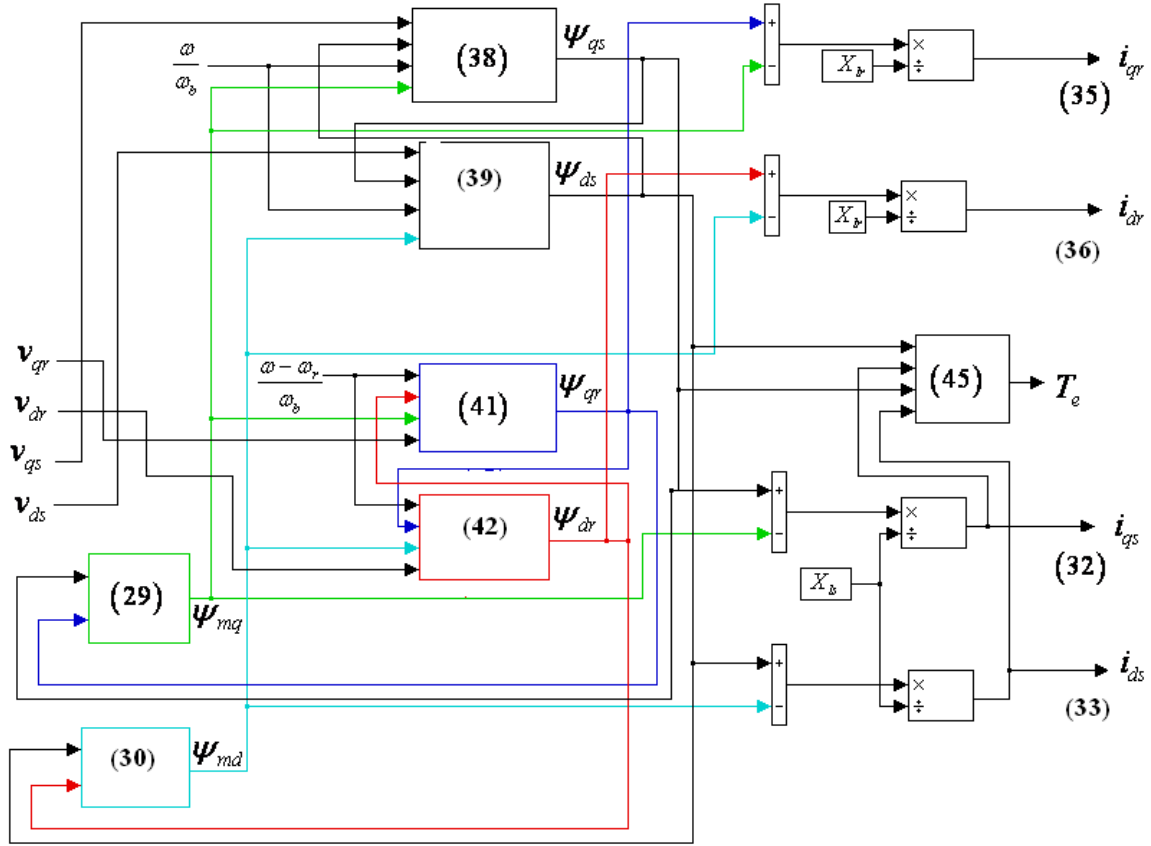 (38)
ψqs
ω
ωb
+
−
×
÷
Xlr
iqr
(35)
(39)
ψds
+
−
×
÷
Xlr
idr
(36)
vqr
vdr
vqs
vds
ω − ωr
ωb
(41)
ψqr
(42)
ψdr
(45)
Te
+
−
×
÷
Xls
iqs
(32)
(29)
ψmq
+
−
×
÷
ids
(33)
(30)
ψmd